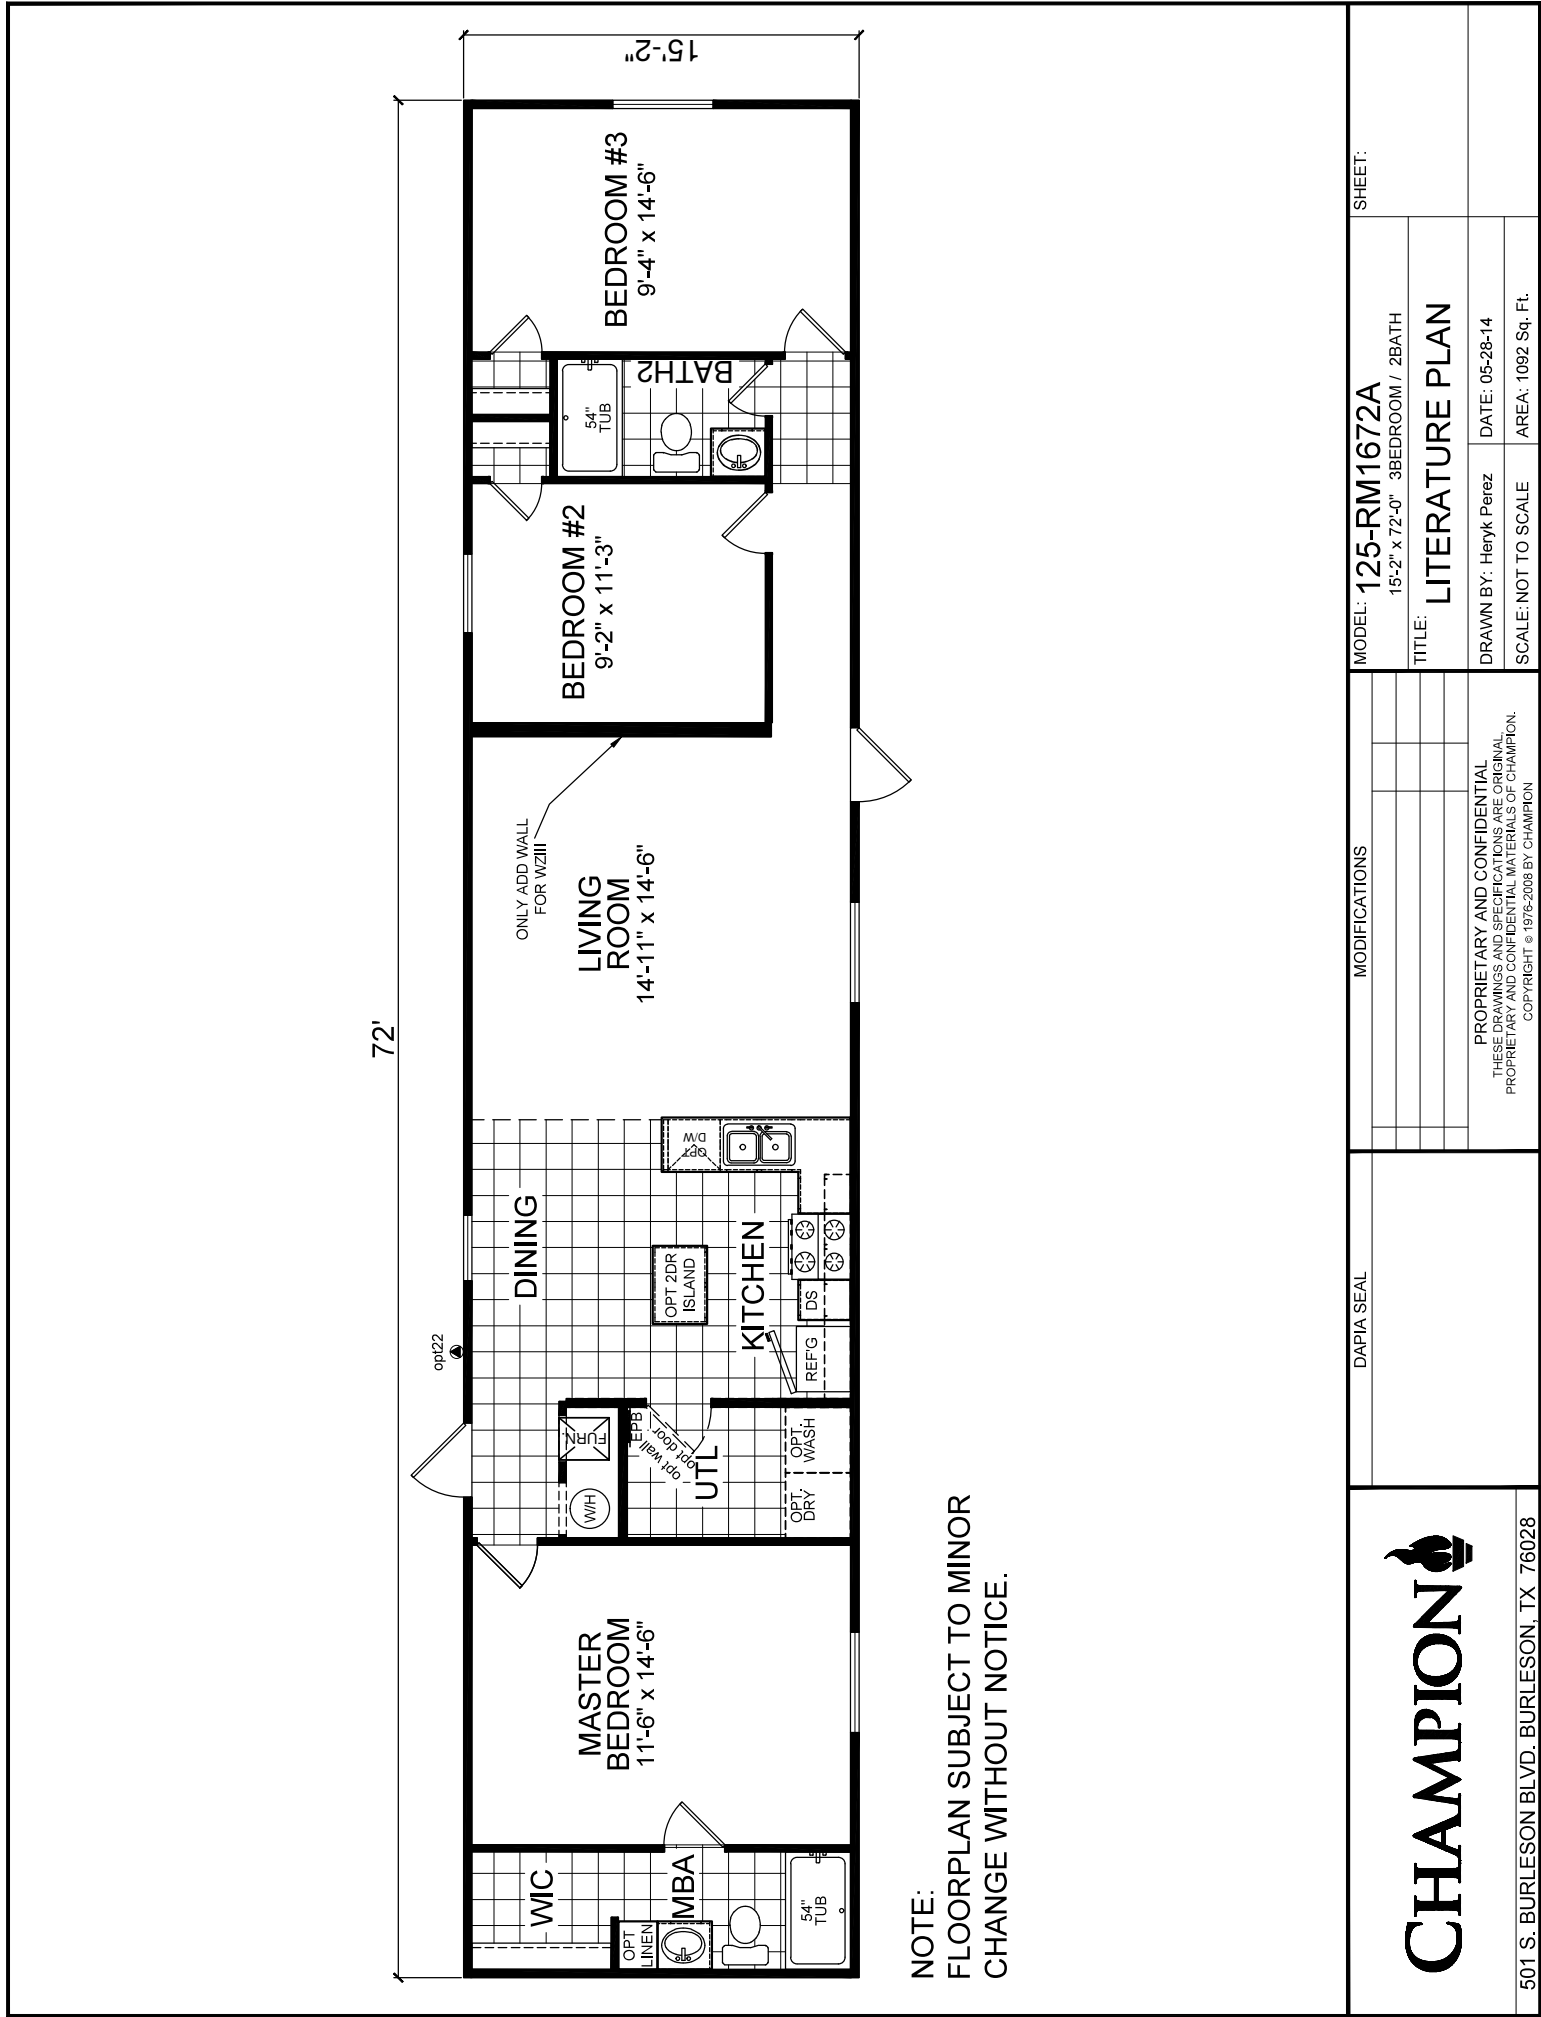 72'
15'-2"
opt22
WIC
OPT
LINEN
MBA
54"
TUB
MASTER
BEDROOM
11'-6" x 14'-6"
W/H
FURN.
EPB
opt door
opt wall
UTL
OPT.
DRY
OPT.
WASH
DINING
OPT 2DR
ISLAND
KITCHEN
REF'G
DS
OPT
D/W
ONLY ADD WALL
FOR WZIII
LIVING
ROOM
14'-11" x 14'-6"
BEDROOM #2
9'-2" x 11'-3"
54"
TUB
BATH2
BEDROOM #3
9'-4" x 14'-6"
NOTE:
FLOORPLAN SUBJECT TO MINOR
CHANGE WITHOUT NOTICE.
CHAMPION
501 S. BURLESON BLVD. BURLESON, TX 76028
DAPIA SEAL
MODIFICATIONS
PROPRIETARY AND CONFIDENTIAL
THESE DRAWINGS AND SPECIFICATIONS ARE ORIGINAL,
PROPRIETARY AND CONFIDENTIAL MATERIALS OF CHAMPION.
COPYRIGHT © 1976-2008 BY CHAMPION
MODEL: 125-RM1672A
15'-2" x 72'-0" 3BEDROOM / 2BATH
TITLE: LITERATURE PLAN
DRAWN BY: Heryk Perez
DATE: 05-28-14
SCALE: NOT TO SCALE
AREA: 1092 Sq. Ft.
SHEET: